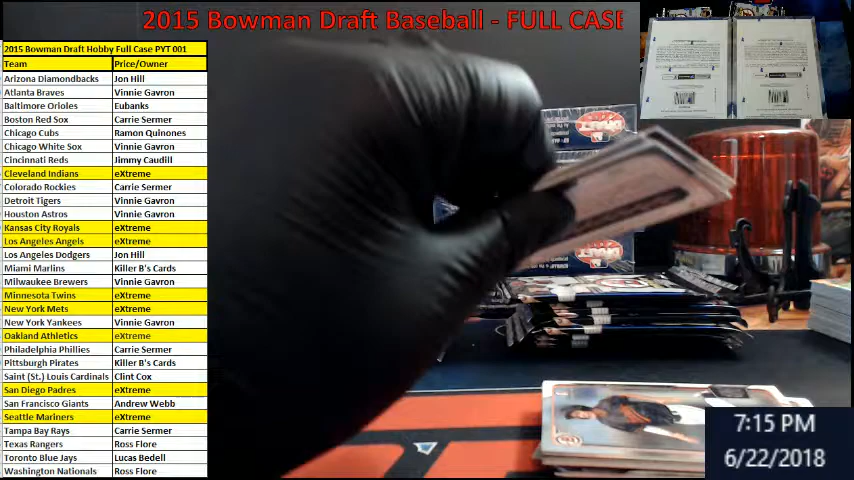 2015 Bowman Draft Baseball - FULL CASE
2015 Bowman Draft Hobby Full Case PYT 001
Team Price/Owner
Arizona Diamondbacks Jon Hill
Atlanta Braves Vinnie Gavron
Baltimore Orioles Eubanks
Boston Red Sox Carrie Sermer
Chicago Cubs Ramon Quinones
Chicago White Sox Vinnie Gavron
Cincinnati Reds Jimmy Caudill
Cleveland Indians eXtreme
Colorado Rockies Carrie Sermer
Detroit Tigers Vinnie Gavron
Houston Astros Vinnie Gavron
Kansas City Royals eXtreme
Los Angeles Angels eXtreme
Los Angeles Dodgers Jon Hill
Miami Marlins Killer B's Cards
Milwaukee Brewers Vinnie Gavron
Minnesota Twins eXtreme
New York Mets eXtreme
New York Yankees Vinnie Gavron
Oakland Athletics eXtreme
Philadelphia Phillies Carrie Sermer
Pittsburgh Pirates Killer B's Cards
Saint (St.) Louis Cardinals Clint Cox
San Diego Padres eXtreme
San Francisco Giants Andrew Webb
Seattle Mariners eXtreme
Tampa Bay Rays Carrie Sermer
Texas Rangers Ross Flore
Toronto Blue Jays Lucas Bedell
Washington Nationals Ross Flore
DRAFT
7:15 PM
6/22/2018